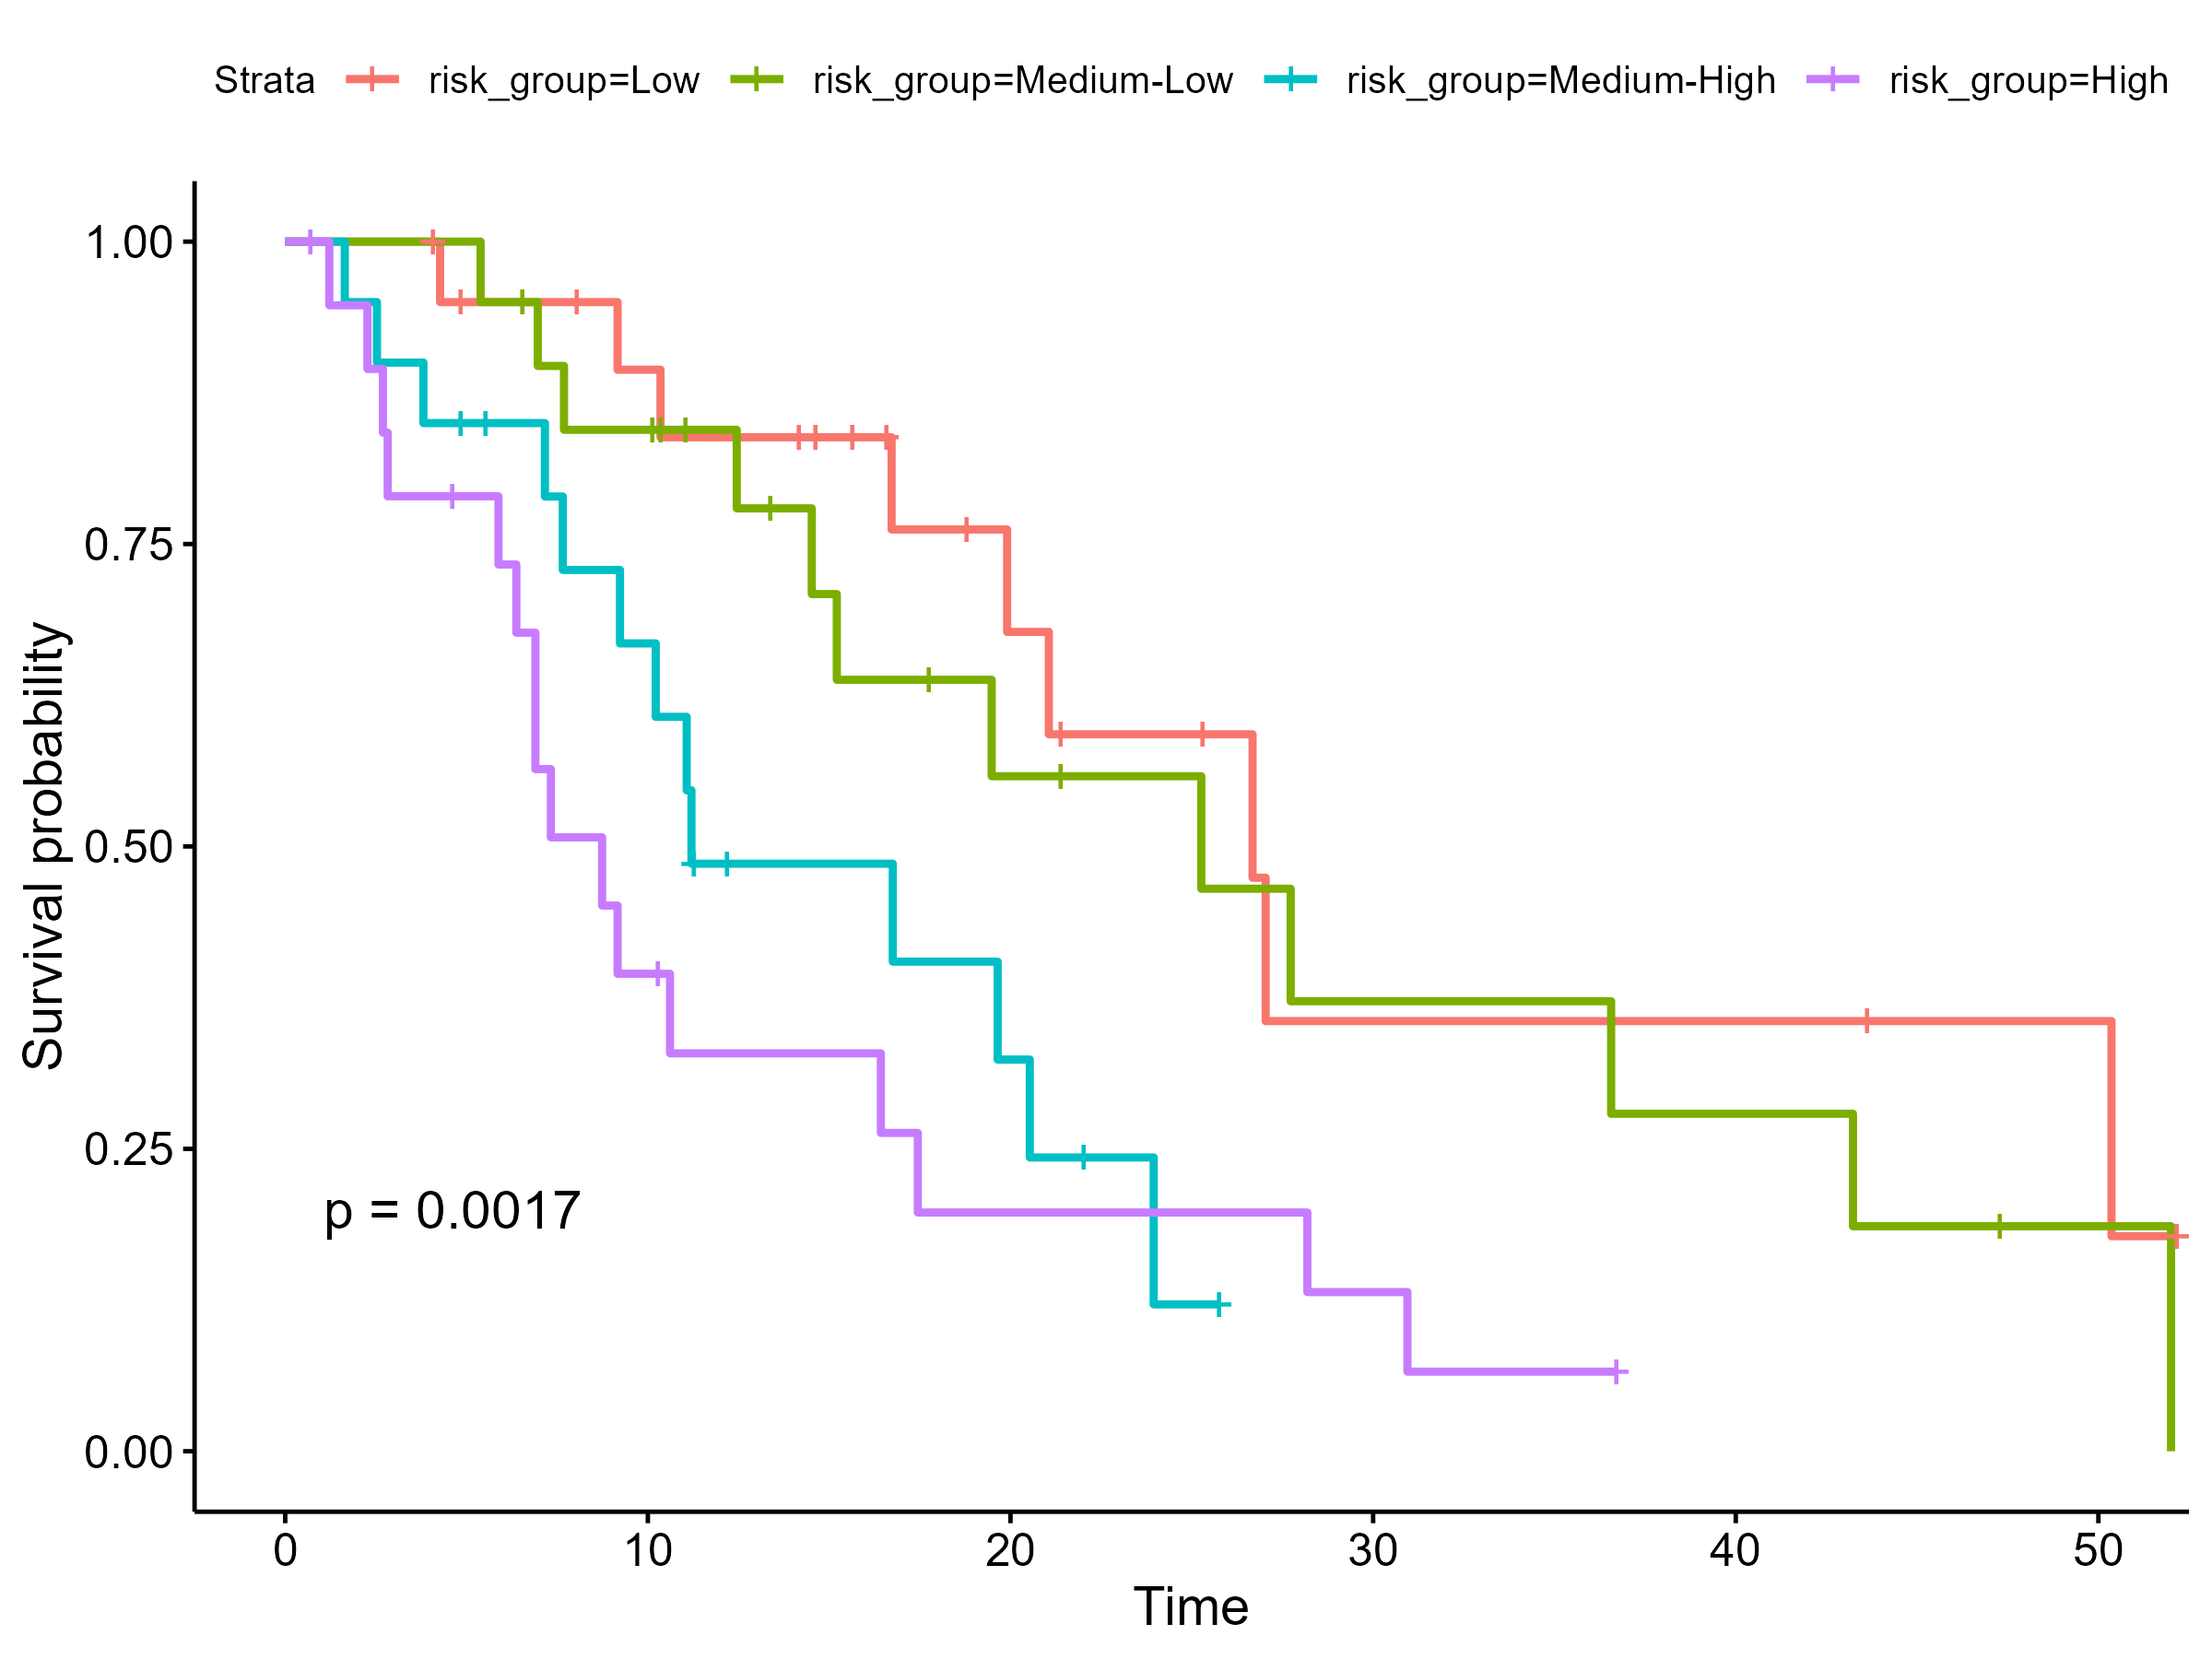 Strata risk_group=Low risk_group=Medium-Low risk_group=Medium-High risk_group=High
1.00
0.75
0.50
0.25
0.00
Survival probability
p = 0.0017
0 10 20 30 40 50
Time